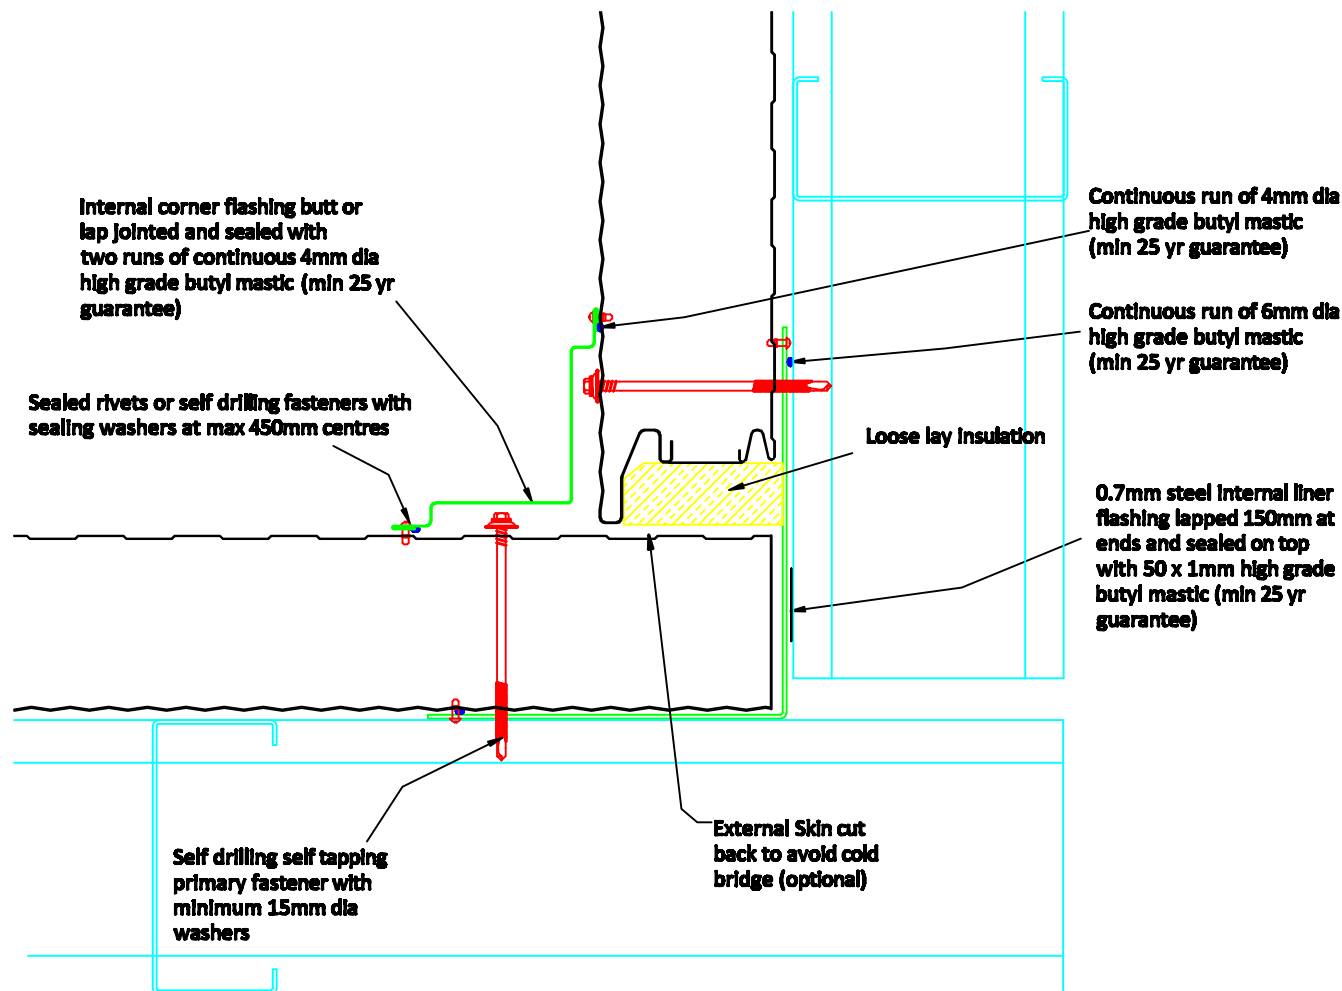 Internal corner flashing butt or
lap jointed and sealed with
two runs of continuous 4mm dia
high grade butyl mastic (min 25 yr
guarantee)
Continuous run of 4mm dia
high grade butyl mastic
(min 25 yr guarantee)
Continuous run of 6mm dia
high grade butyl mastic
(min 25 yr guarantee)
Sealed rivets or self drilling fasteners with
sealing washers at max 450mm centres
Loose lay insulation
0.7mm steel internal liner
flashing lapped 150mm at
ends and sealed on top
with 50 x 1mm high grade
butyl mastic (min 25 yr
guarantee)
External Skin cut
back to avoid cold
bridge (optional)
Self drilling self tapping
primary fastener with
minimum 15mm dia
washers